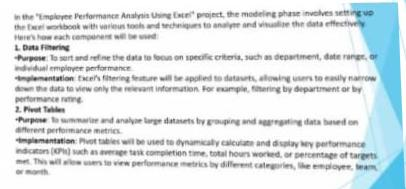 In the "Employee Performance Analysis Using Excel" project, the modeling phase involves setting up
the Excel workbook with various tools and techniques to analyze and visualize the data effectively.
Here's how each component will be used:
1. Data Filtering
•Purpose: To sort and refine the data to focus on specific criteria, such as department, date range, or
individual employee performance.
•Implementation: Excel's filtering feature will be applied to datasets, allowing users to easily narrow
down the data to view only the relevant information. For example, filtering by department or by
performance rating.
2. Pivot Tables
•Purpose: To summarize and analyze large datasets by grouping and aggregating data based on
different performance metrics.
•Implementation: Pivot tables will be used to dynamically calculate and display key performance
indicators (KPIs) such as average task completion time, total hours worked, or percentage of targets
met. This will allow users to view performance metrics by different categories, like employee, team,
or month.